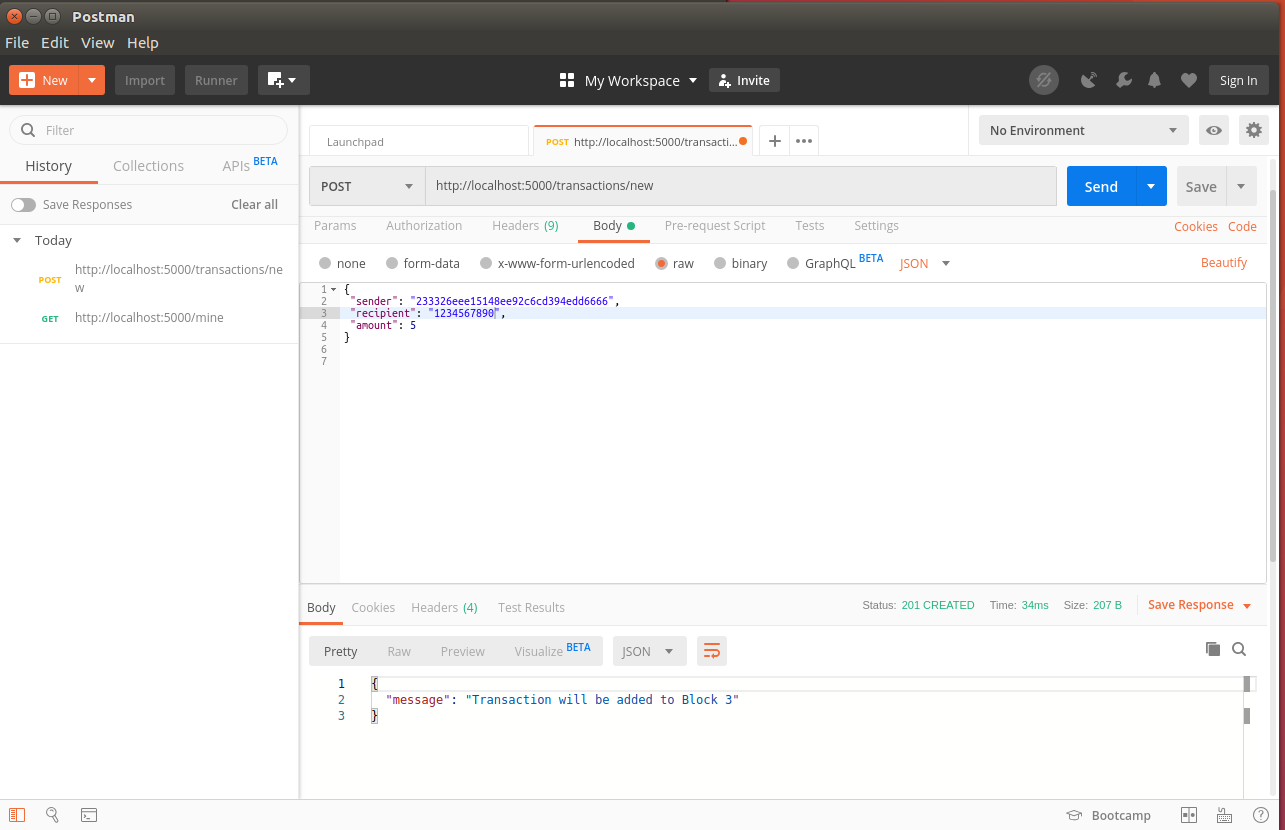 Postman
File Edit View Help
New Import Runner My Workspace Invite Sign In
Filter
History Collections APIs BETA
Save Responses Clear all
Today
POST http://localhost:5000/transactions/ne
w
GET http://localhost:5000/mine
Launchpad POST http://localhost:5000/transacti... + ••• No Environment
POST http://localhost:5000/transactions/new Send Save
Params Authorization Headers (9) Body Pre-request Script Tests Settings Cookies Code
none form-data x-www-form-urlencoded raw binary GraphQL BETA JSON Beautify
1 {
2 "sender": "233326eee15148ee92c6cd394edd6666",
3 "recipient": "1234567890",
4 "amount": 5
5 }
6
7
Body Cookies Headers (4) Test Results Status: 201 CREATED Time: 34ms Size: 207 B Save Response
Pretty Raw Preview Visualize BETA JSON
1 {
2 "message": "Transaction will be added to Block 3"
3 }
Bootcamp ?